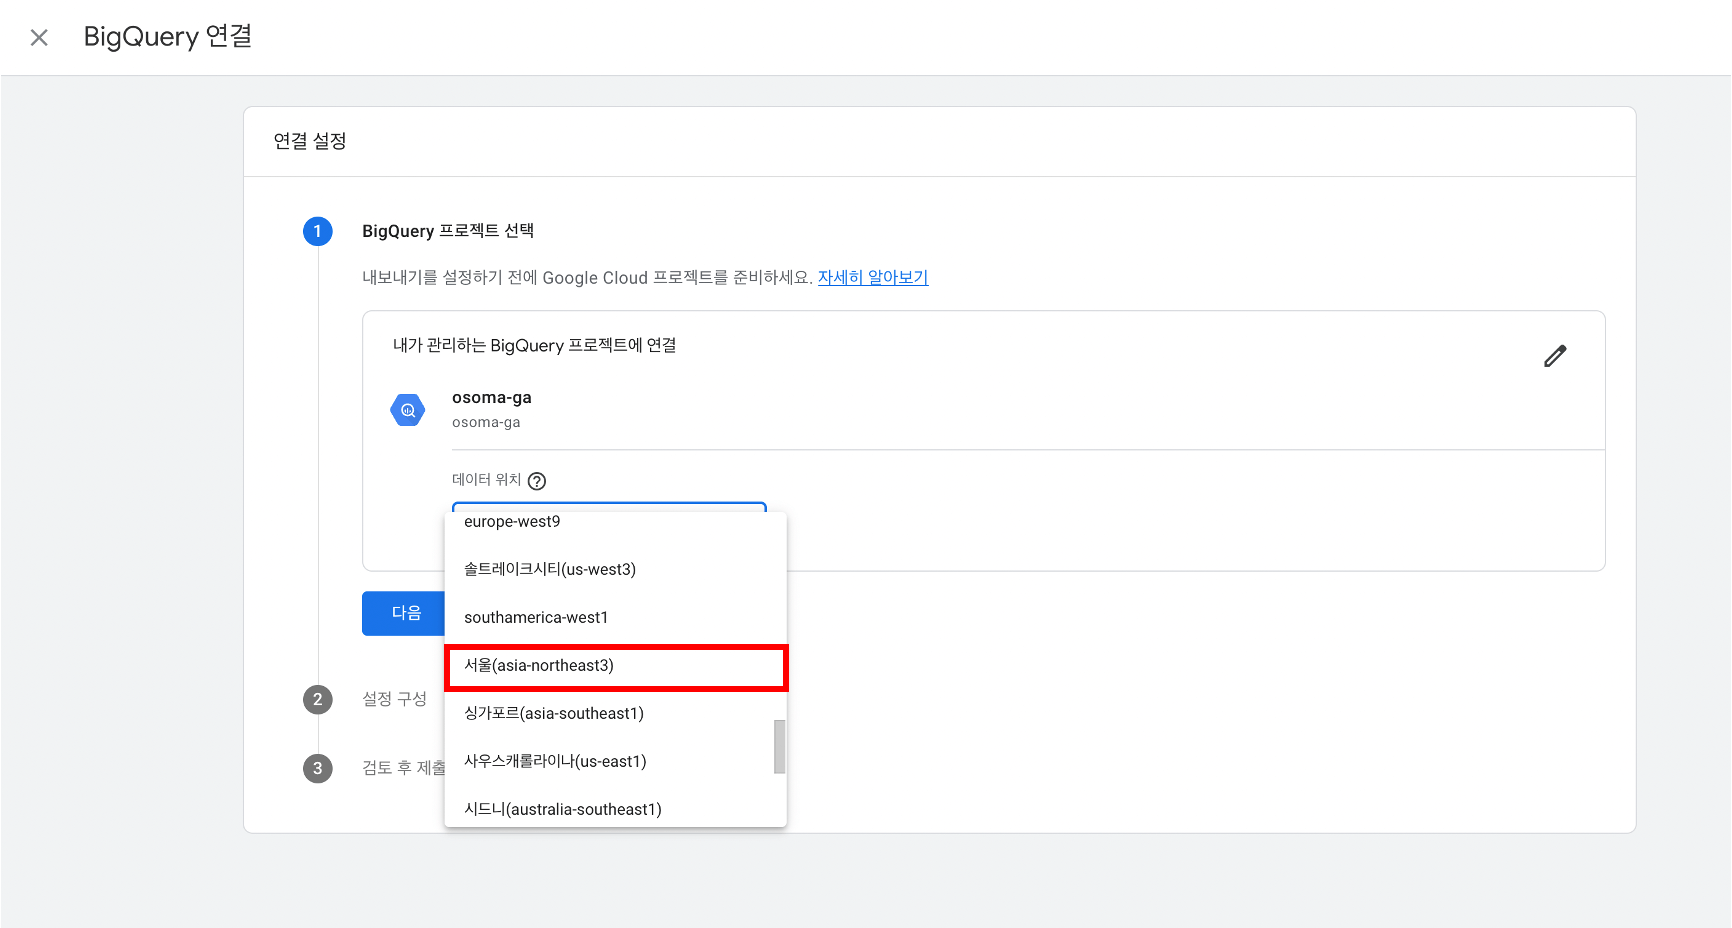 BigQuery 연결
연결 설정
1
BigQuery 프로젝트 선택
내보내기를 설정하기 전에 Google Cloud 프로젝트를 준비하세요. 자세히 알아보기
내가 관리하는 BigQuery 프로젝트에 연결
osoma-ga
osoma-ga
데이터 위치 ?
europe-west9
솔트레이크시티(us-west3)
southamerica-west1
서울(asia-northeast3)
싱가포르(asia-southeast1)
사우스캐롤라이나(us-east1)
시드니(australia-southeast1)
다음
2
설정 구성
3
검토 후 제출